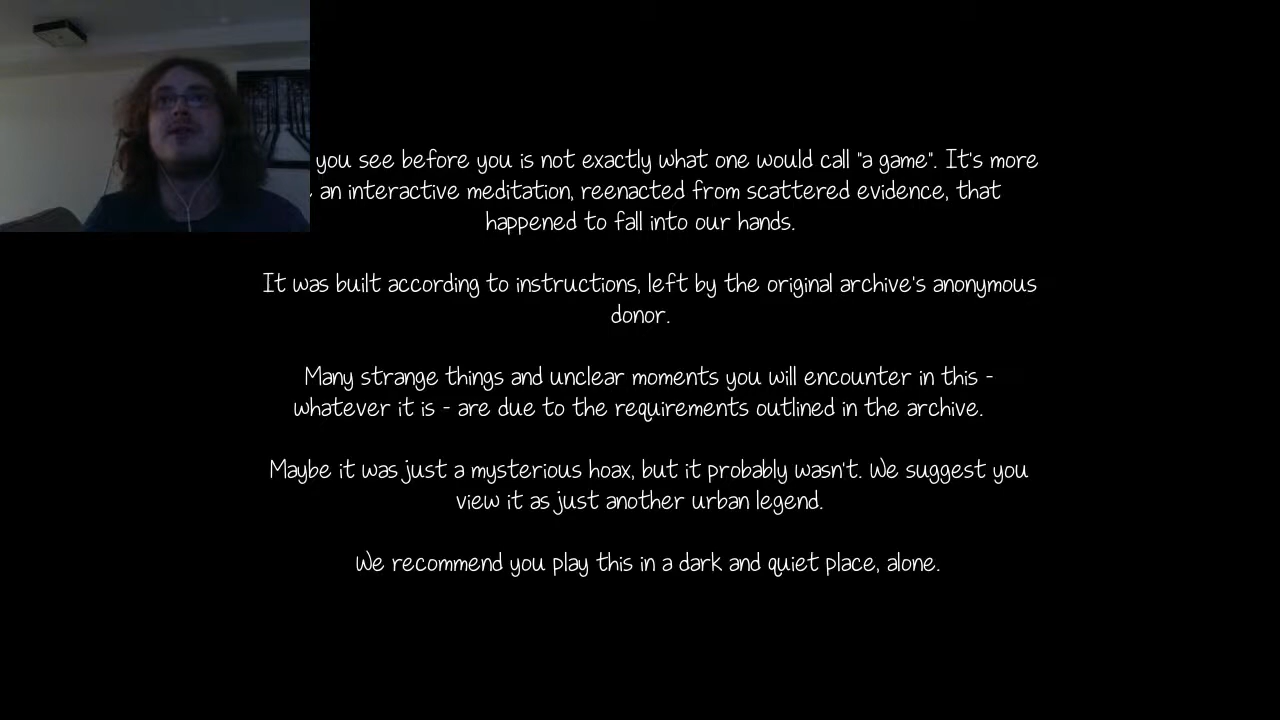 you see before you is not exactly what one would call "a game". It's more
an interactive meditation, reenacted from scattered evidence, that
happened to fall into our hands.
It was built according to instructions, left by the original archive's anonymous
donor.
Many strange things and unclear moments you will encounter in this -
whatever it is - are due to the requirements outlined in the archive.
Maybe it was just a mysterious hoax, but it probably wasn't. We suggest you
view it as just another urban legend.
We recommend you play this in a dark and quiet place, alone.